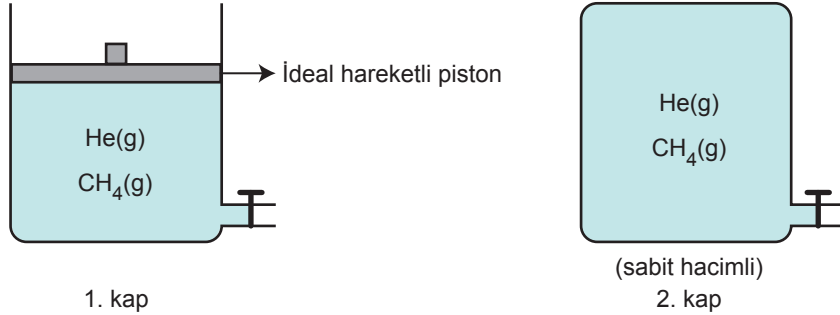 İdeal hareketli piston
He(g)
CH₄(g)
1. kap
He(g)
CH₄(g)
(sabit hacimli)
2. kap